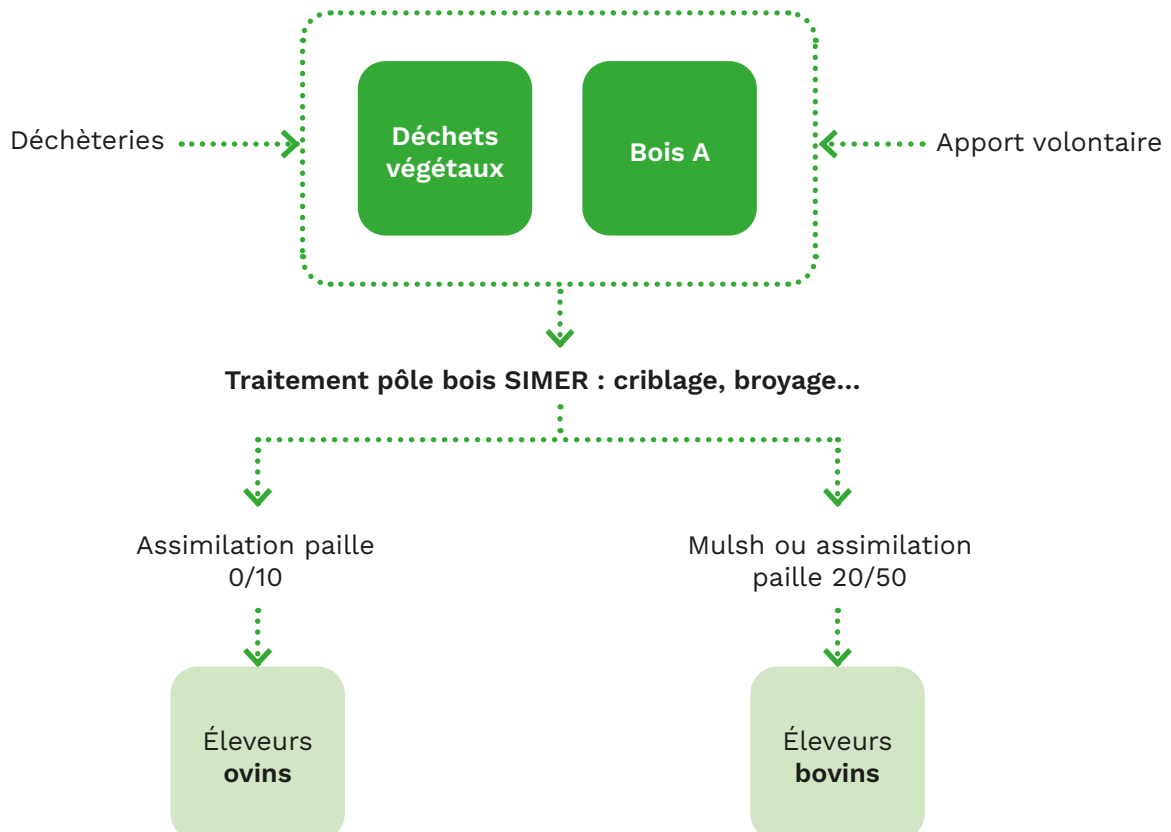 Déchèteries
Déchets
végétaux
Bois A
Apport volontaire
Traitement pôle bois SIMER : criblage, broyage...
Assimilation paille
0/10
Mulsh ou assimilation
paille 20/50
Éleveurs
ovins
Éleveurs
bovins